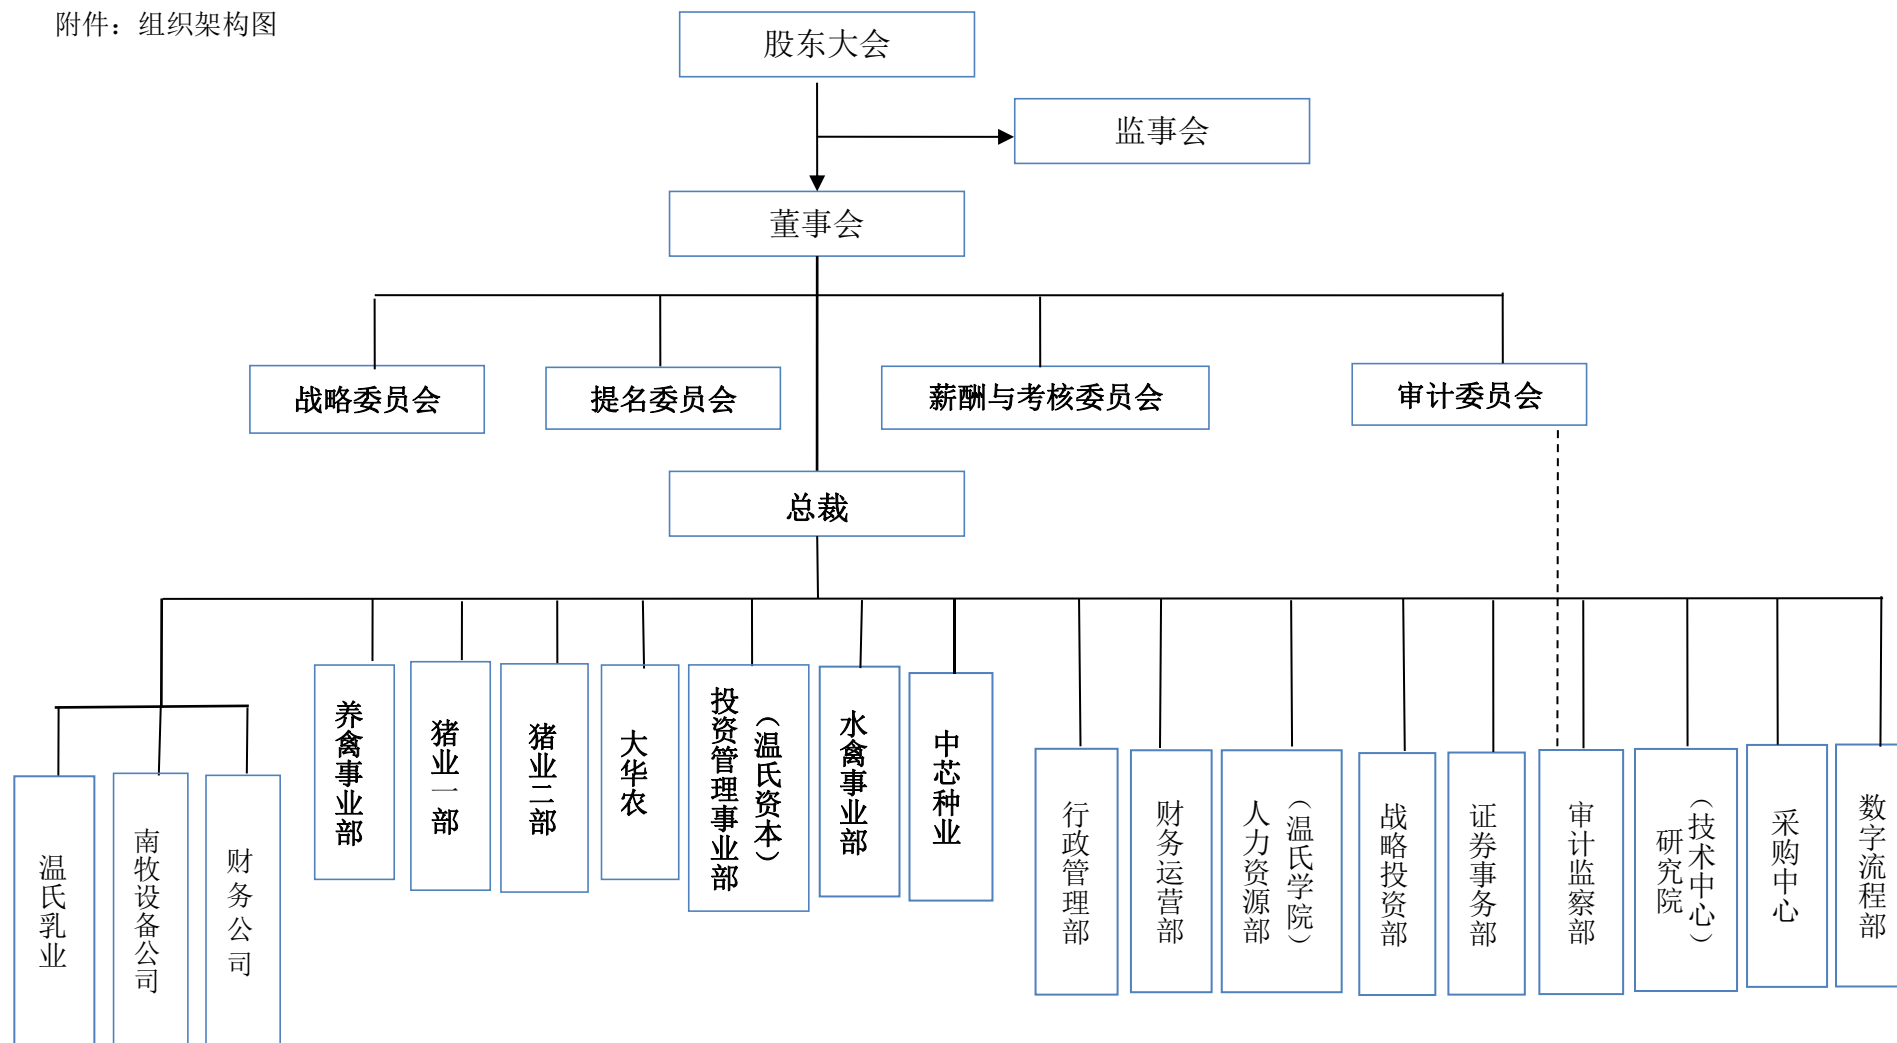 附件：组织架构图
股东大会
监事会
董事会
战略委员会
提名委员会
薪酬与考核委员会
审计委员会
总裁
温氏乳业
南牧设备公司
财务公司
养禽事业部
猪业一部
猪业二部
大华农
投资管理事业部
（温氏资本）
水禽事业部
中芯种业
行政管理部
财务运营部
人力资源部
（温氏学院）
战略投资部
证券事务部
审计监察部
研究院
（技术中心）
采购中心
数字流程部